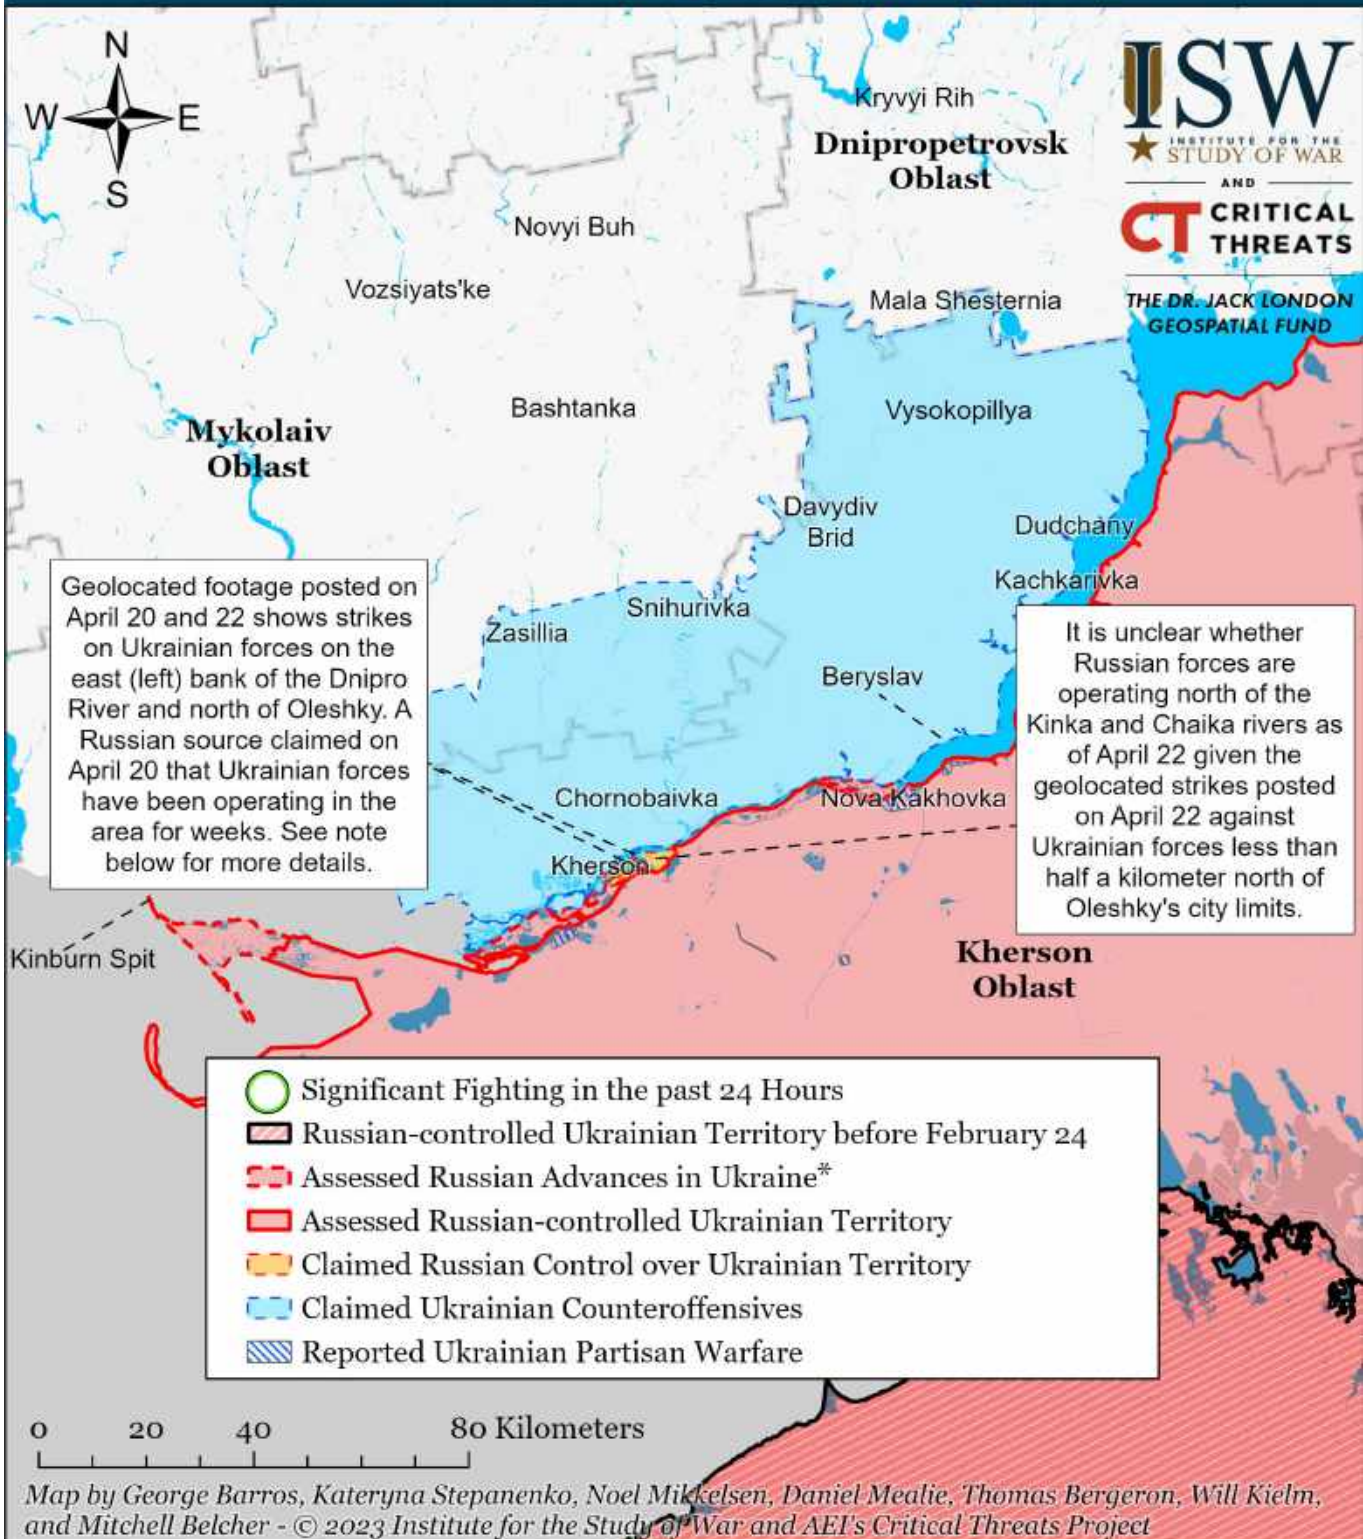 N
W
E
S
ISW
INSTITUTE FOR THE
STUDY OF WAR
AND
CT CRITICAL
THREATS
THE DR. JACK LONDON
GEOSPATIAL FUND
Kryvyi Rih
Dnipropetrovsk
Oblast
Novyi Buh
Vozsiyats'ke
Mala Shesternia
Bashtanka
Vysokopillya
Mykolaiv
Oblast
Davydiv
Brid
Dudchany
Kachkarivka
Snihurivka
Zasillia
Geolocated footage posted on
April 20 and 22 shows strikes
on Ukrainian forces on the
east (left) bank of the Dnipro
River and north of Oleshky. A
Russian source claimed on
April 20 that Ukrainian forces
have been operating in the
area for weeks. See note
below for more details.
It is unclear whether
Russian forces are
operating north of the
Kinka and Chaika rivers as
of April 22 given the
geolocated strikes posted
on April 22 against
Ukrainian forces less than
half a kilometer north of
Oleshky's city limits.
Beryslav
Chornobaivka
Nova Kakhovka
Kherson
Kinburn Spit
Kherson
Oblast
Significant Fighting in the past 24 Hours
Russian-controlled Ukrainian Territory before February 24
Assessed Russian Advances in Ukraine*
Assessed Russian-controlled Ukrainian Territory
Claimed Russian Control over Ukrainian Territory
Claimed Ukrainian Counteroffensives
Reported Ukrainian Partisan Warfare
0 20 40 80 Kilometers
Map by George Barros, Kateryna Stepanenko, Noel Mikkelsen, Daniel Mealie, Thomas Bergeron, Will Kielm,
and Mitchell Belcher - © 2023 Institute for the Study of War and AEI's Critical Threats Project